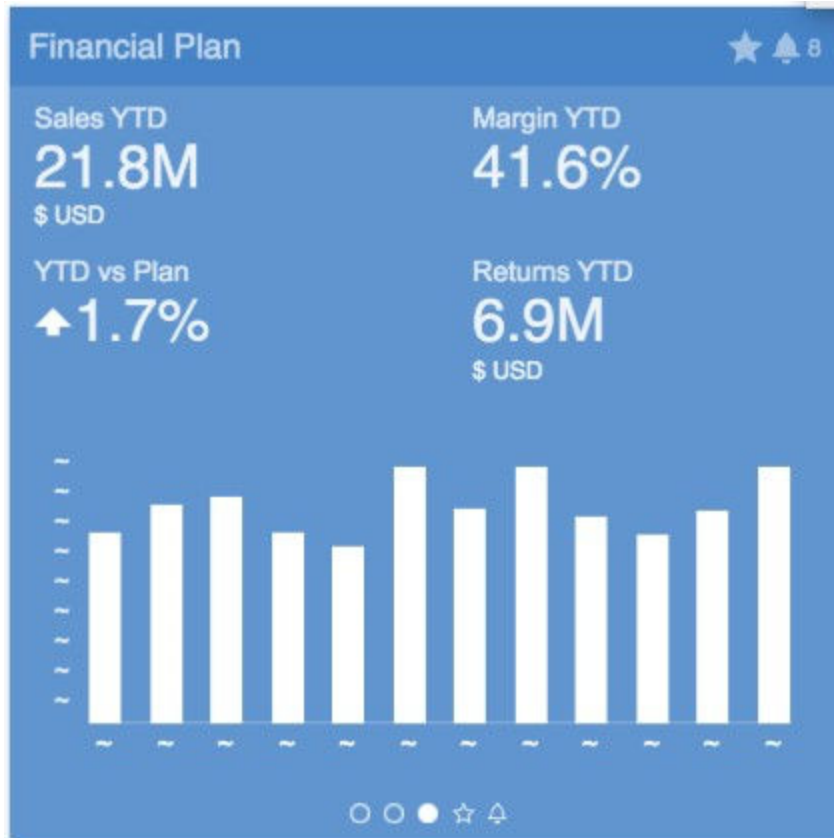 Financial Plan
8
Sales YTD
21.8M
$ USD
Margin YTD
41.6%
YTD vs Plan
1.7%
Returns YTD
6.9M
$ USD
~
~
~
~
~
~
~
~
~
~ ~ ~ ~ ~ ~ ~ ~ ~ ~ ~ ~